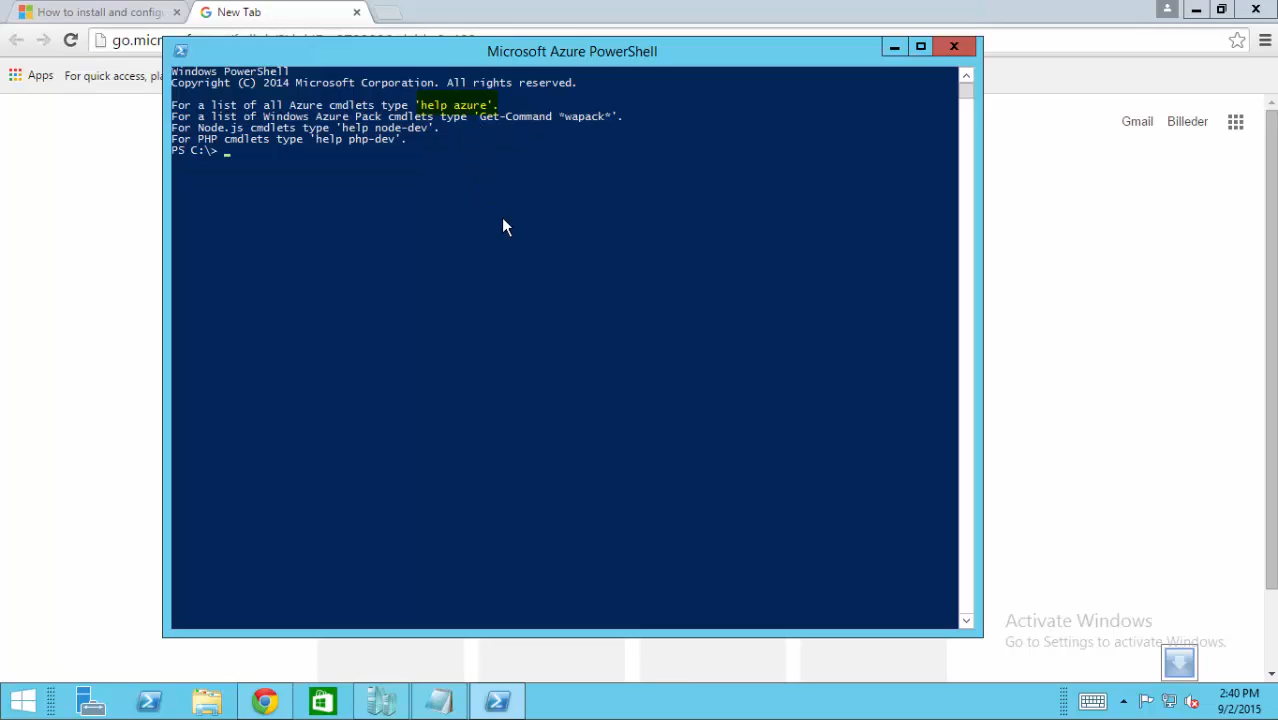 How to install and config
New Tab
go.micr
Apps
For quick access, pla
Gmail
Billeder
Microsoft Azure PowerShell
Windows PowerShell
Copyright (C) 2014 Microsoft Corporation. All rights reserved.
For a list of all Azure cmdlets type 'help azure'.
For a list of Windows Azure Pack cmdlets type 'Get-Command *wapack*'.
For Node.js cmdlets type 'help node-dev'.
For PHP cmdlets type 'help php-dev'.
PS C:\> _
Activate Windows
Go to Settings to activate Windows.
2:40 PM
9/2/2015